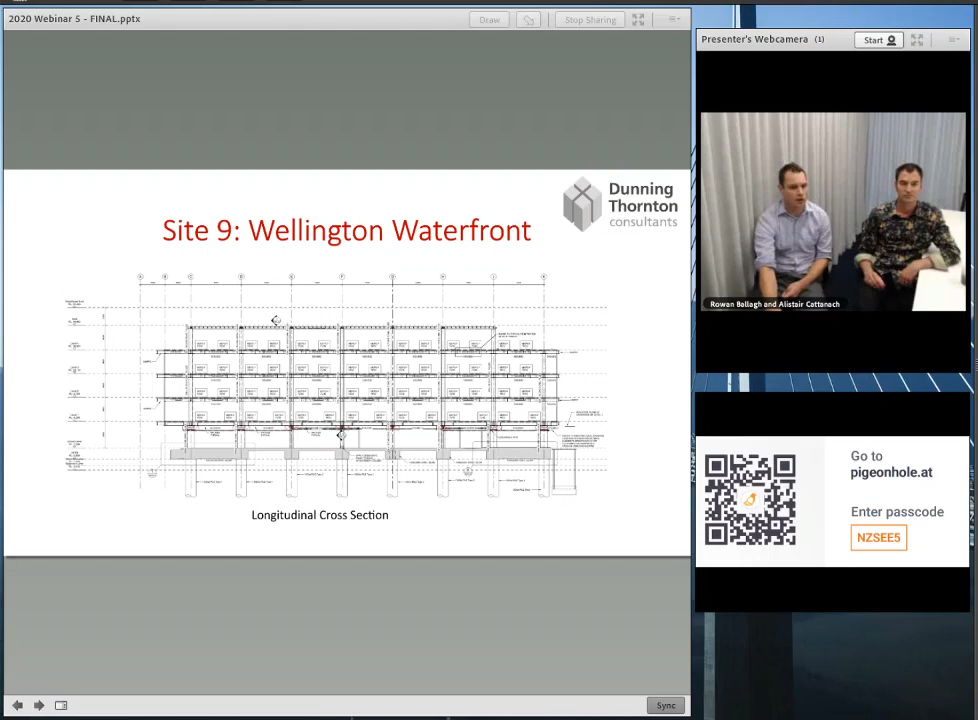 2020 Webinar 5 - FINAL.pptx
Draw
Stop Sharing
Presenter's Webcamera (1)
Start
Dunning
Thornton
consultants
Site 9: Wellington Waterfront
Longitudinal Cross Section
Rowan Ballagh and Alistair Cattanach
Go to
pigeonhole.at
Enter passcode
NZSEE5
Sync